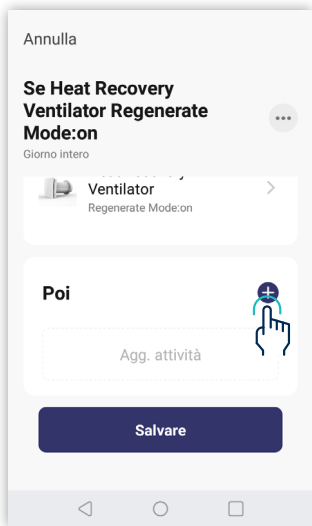 Annulla
Se Heat Recovery
Ventilator Regenerate
Mode:on
Giorno intero
Ventilator
Regenerate Mode:on
Poi
Agg. attività
Salvare